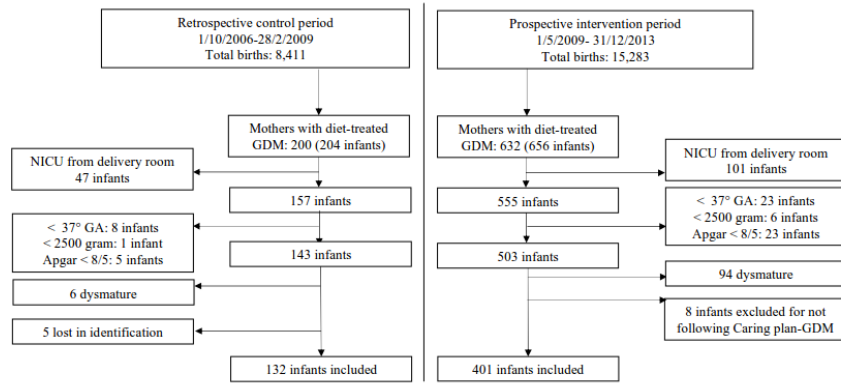 Retrospective control period
1/10/2006-28/2/2009
Total births: 8,411
Mothers with diet-treated
GDM: 200 (204 infants)
NICU from delivery room
47 infants
157 infants
< 37° GA: 8 infants
< 2500 gram: 1 infant
Apgar < 8/5: 5 infants
143 infants
6 dysmature
5 lost in identification
132 infants included
Prospective intervention period
1/5/2009- 31/12/2013
Total births: 15,283
Mothers with diet-treated
GDM: 632 (656 infants)
NICU from delivery room
101 infants
555 infants
< 37° GA: 23 infants
< 2500 gram: 6 infants
Apgar < 8/5: 23 infants
503 infants
94 dysmature
8 infants excluded for not
following Caring plan-GDM
401 infants included